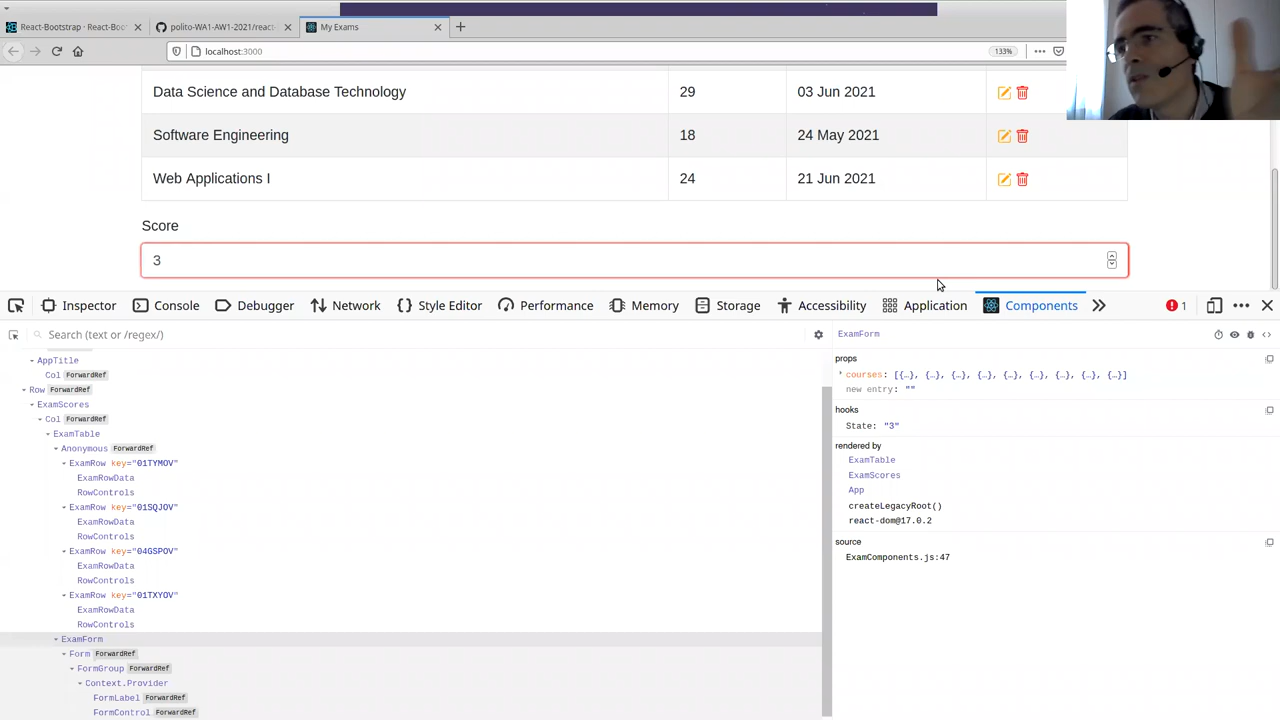 React-Bootstrap · React-Boo
polito-WA1-AW1-2021/react-
My Exams
localhost:3000
133%
Data Science and Database Technology 29 03 Jun 2021
Software Engineering 18 24 May 2021
Web Applications I 24 21 Jun 2021
Score
3
Inspector Console Debugger Network Style Editor Performance Memory Storage Accessibility Application Components 1
Search (text or /regex/)
AppTitle
Col ForwardRef
Row ForwardRef
ExamScores
Col ForwardRef
ExamTable
Anonymous ForwardRef
ExamRow key="01TYMOV"
ExamRowData
RowControls
ExamRow key="01SQJOV"
ExamRowData
RowControls
ExamRow key="04GSPOV"
ExamRowData
RowControls
ExamRow key="01TXYOV"
ExamRowData
RowControls
ExamForm
Form ForwardRef
FormGroup ForwardRef
Context.Provider
FormLabel ForwardRef
FormControl ForwardRef
ExamForm
props
courses: [{…}, {…}, {…}, {…}, {…}, {…}, {…}, {…}, {…}]
new entry: ""
hooks
State: "3"
rendered by
ExamTable
ExamScores
App
createLegacyRoot()
react-dom@17.0.2
source
ExamComponents.js:47